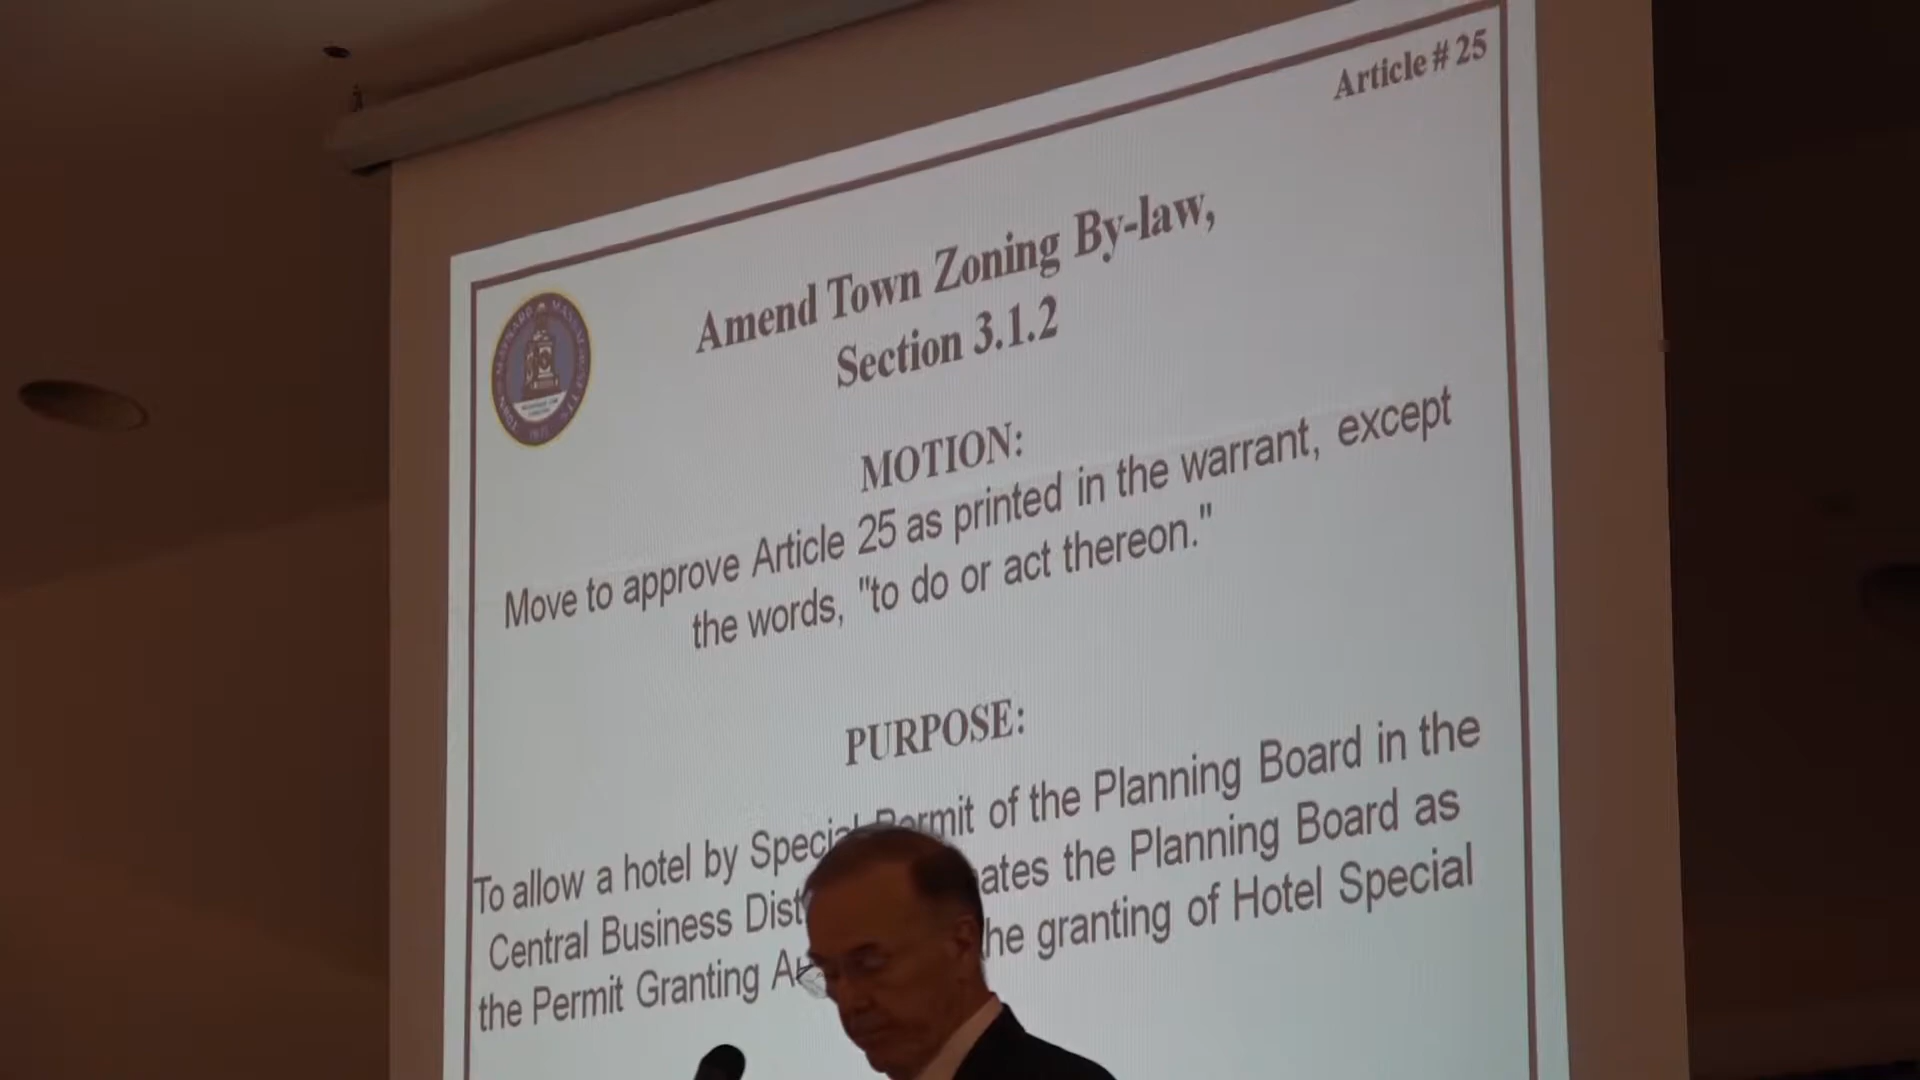 Article # 25
Amend Town Zoning By-law,
Section 3.1.2
MOTION:
Move to approve Article 25 as printed in the warrant, except
the words, "to do or act thereon."
PURPOSE:
To allow a hotel by Special Permit of the Planning Board in the
Central Business the Planning Board as
the Permit Granting granting of Hotel Special